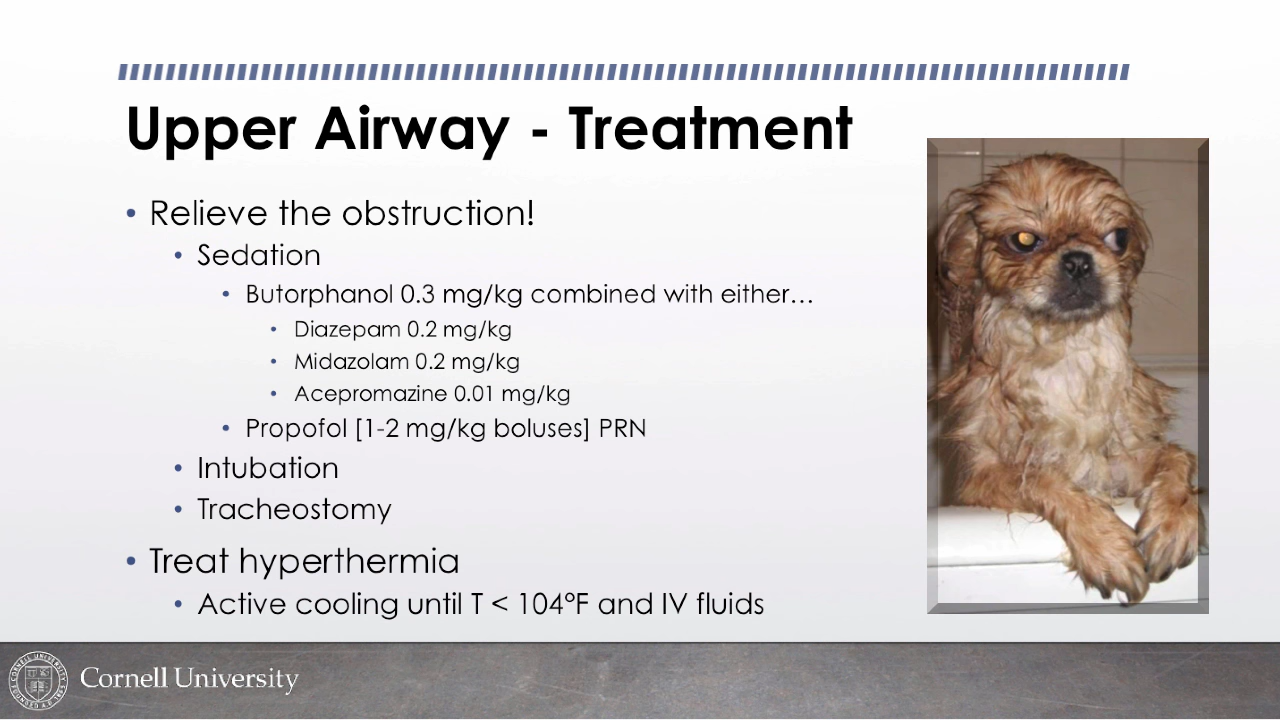 Upper Airway - Treatment
• Relieve the obstruction!
• Sedation
• Butorphanol 0.3 mg/kg combined with either…
• Diazepam 0.2 mg/kg
• Midazolam 0.2 mg/kg
• Acepromazine 0.01 mg/kg
• Propofol [1-2 mg/kg boluses] PRN
• Intubation
• Tracheostomy
• Treat hyperthermia
• Active cooling until T < 104°F and IV fluids
Cornell University